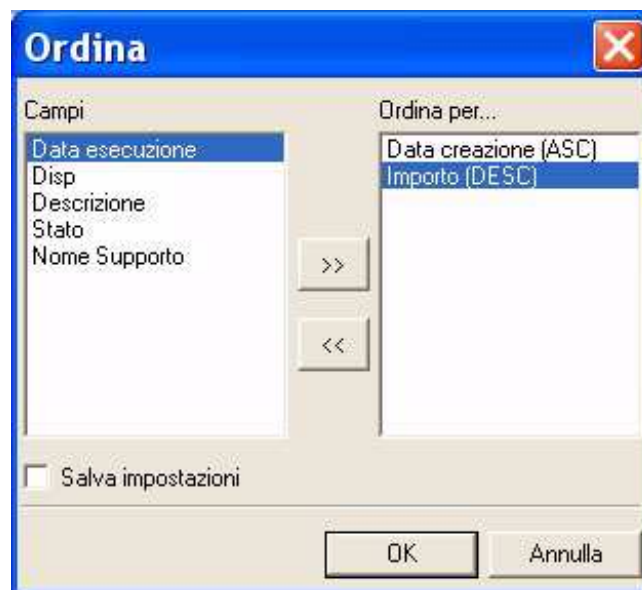 Ordina
Campi
Data esecuzione
Disp
Descrizione
Stato
Nome Supporto
>>
<<
Ordina per...
Data creazione (ASC)
Importo (DESC)
Salva impostazioni
OK
Annulla